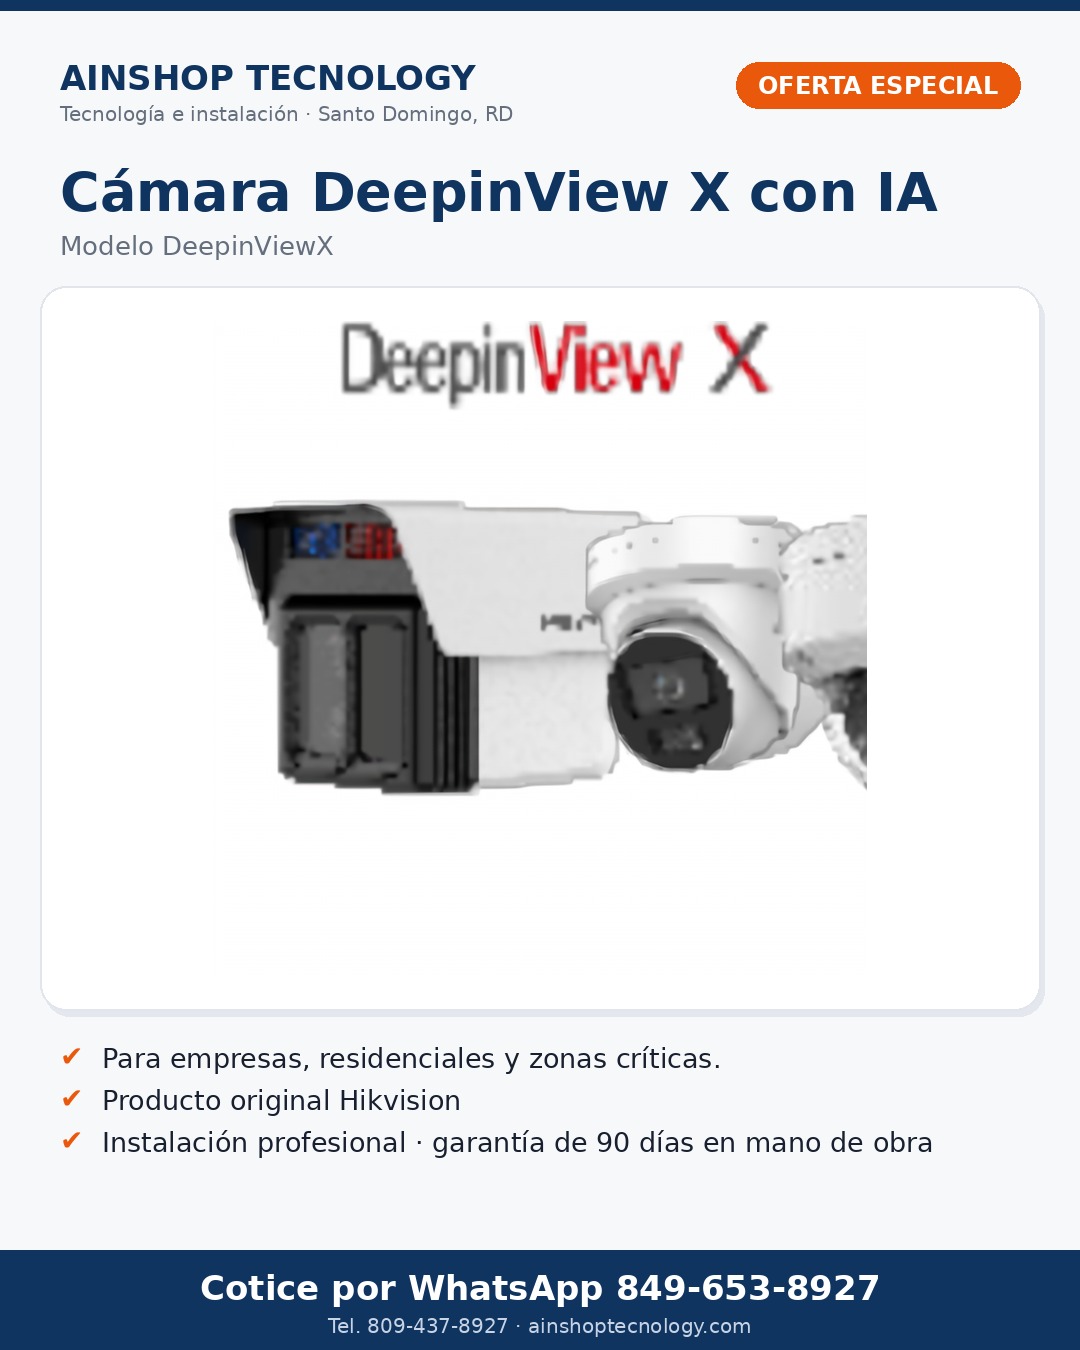 AINSHOP TECNOLOGY
OFERTA ESPECIAL
Tecnología e instalación · Santo Domingo, RD
Cámara DeepinView X con IA
Modelo DeepinViewX
DeepinView X
✔ Para empresas, residenciales y zonas críticas.
✔ Producto original Hikvision
✔ Instalación profesional · garantía de 90 días en mano de obra
Cotice por WhatsApp 849-653-8927
Tel. 809-437-8927 · ainshoptecnology.com